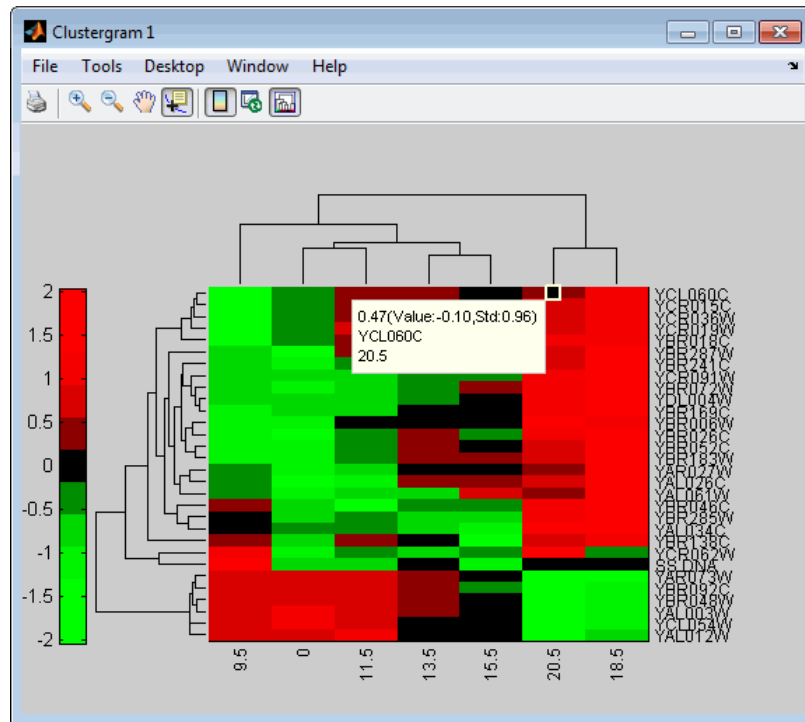 Clustergram 1
File Tools Desktop Window Help
0.47(Value:-0.10,Std:0.96)
YCL060C
20.5
2
1.5
1
0.5
0
-0.5
-1
-1.5
-2
YCL060C
YCR015C
YCR036W
YCR019W
YBR018C
YBR287W
YBR241C
YCR091W
YBR072W
YDL004W
YBR169C
YBR006W
YBR026C
YBR052C
YBR183W
YAR027W
YAL026C
YAL061W
YBR046C
YBR285W
YAL034C
YBR138C
YCR062W
SS DNA
YAR073W
YBR092C
YBR048W
YAL003W
YCL054W
YAL012W
9.5
0
11.5
13.5
15.5
20.5
18.5